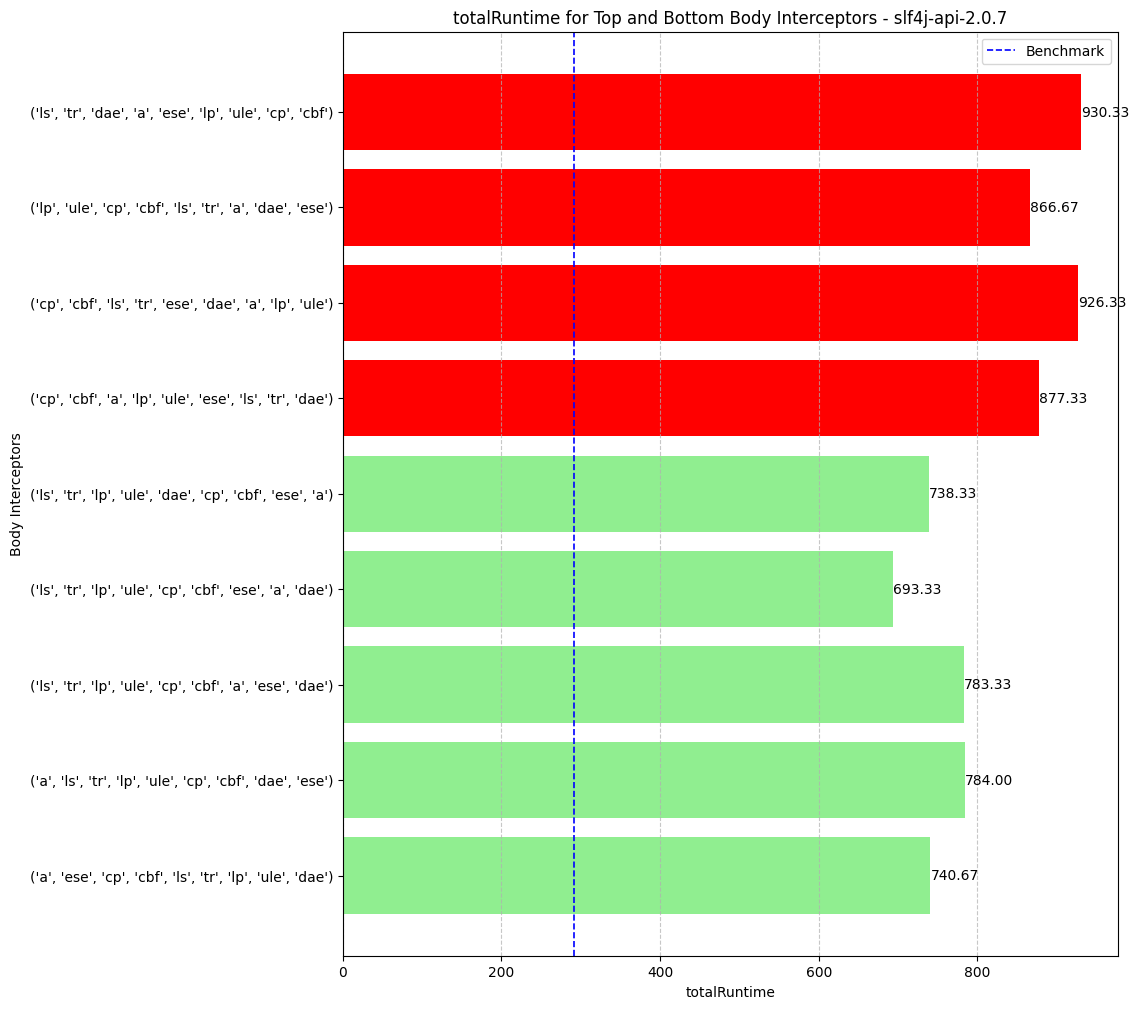 totalRuntime for Top and Bottom Body Interceptors - slf4j-api-2.0.7
Benchmark
('ls', 'tr', 'dae', 'a', 'ese', 'lp', 'ule', 'cp', 'cbf') 930.33
('lp', 'ule', 'cp', 'cbf', 'ls', 'tr', 'a', 'dae', 'ese') 866.67
('cp', 'cbf', 'ls', 'tr', 'ese', 'dae', 'a', 'lp', 'ule') 926.33
('cp', 'cbf', 'a', 'lp', 'ule', 'ese', 'ls', 'tr', 'dae') 877.33
('ls', 'tr', 'lp', 'ule', 'dae', 'cp', 'cbf', 'ese', 'a') 738.33
('ls', 'tr', 'lp', 'ule', 'cp', 'cbf', 'ese', 'a', 'dae') 693.33
('ls', 'tr', 'lp', 'ule', 'cp', 'cbf', 'a', 'ese', 'dae') 783.33
('a', 'ls', 'tr', 'lp', 'ule', 'cp', 'cbf', 'dae', 'ese') 784.00
('a', 'ese', 'cp', 'cbf', 'ls', 'tr', 'lp', 'ule', 'dae') 740.67
Body Interceptors
0 200 400 600 800
totalRuntime